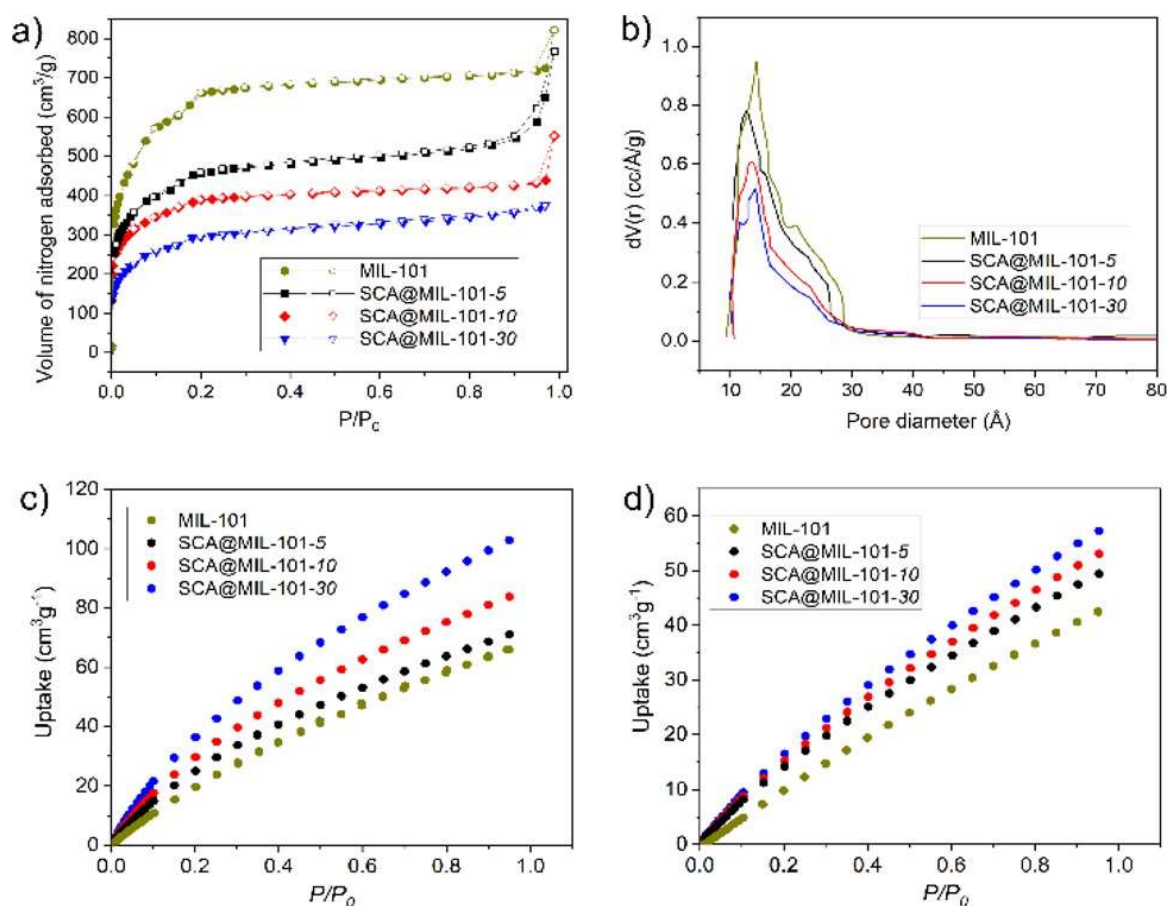 a)
Volume of nitrogen adsorbed (cm³/g)
800
700
600
500
400
300
200
100
0
MIL-101
SCA@MIL-101-5
SCA@MIL-101-10
SCA@MIL-101-30
0.0 0.2 0.4 0.6 0.8 1.0
P/P₀
b)
dV(r) (cc/A/g)
1.0
0.8
0.6
0.4
0.2
0.0
MIL-101
SCA@MIL-101-5
SCA@MIL-101-10
SCA@MIL-101-30
10 20 30 40 50 60 70 80
Pore diameter (Å)
c)
Uptake (cm³g⁻¹)
120
100
80
60
40
20
0
MIL-101
SCA@MIL-101-5
SCA@MIL-101-10
SCA@MIL-101-30
0.0 0.2 0.4 0.6 0.8 1.0
P/P₀
d)
Uptake (cm³g⁻¹)
60
50
40
30
20
10
0
MIL-101
SCA@MIL-101-5
SCA@MIL-101-10
SCA@MIL-101-30
0.0 0.2 0.4 0.6 0.8 1.0
P/P₀